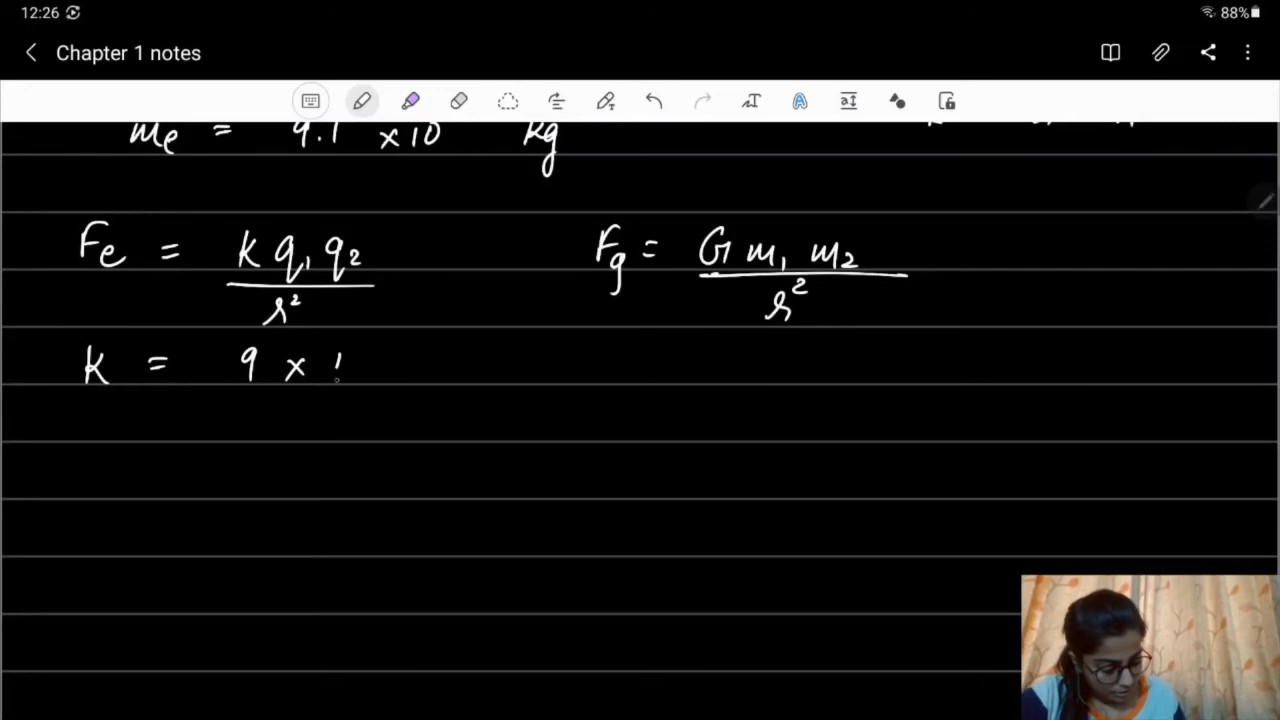 12:26 88%
Chapter 1 notes
me = 9.1 ×10 kg
Fe = K q1 q2 / r² Fg = G m1 m2 / r²
K = 9 ×